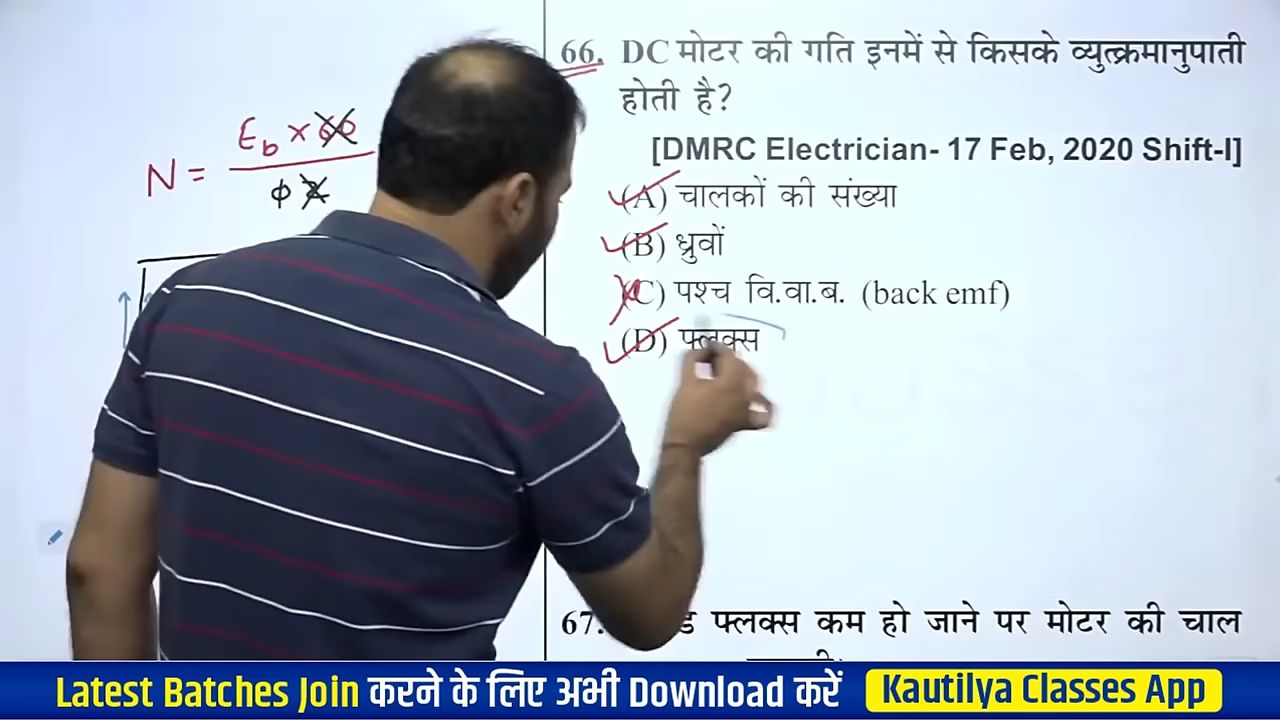 66. DC मोटर की गति इनमें से किसके व्युत्क्रमानुपाती
होती है?
[DMRC Electrician- 17 Feb, 2020 Shift-I]
(A) चालकों की संख्या
(B) ध्रुवों
(C) पश्च वि.वा.ब. (back emf)
(D) फ्लक्स
N = Eb × 60
ϕ Z
67. फ्लक्स कम हो जाने पर मोटर की चाल
Latest Batches Join करने के लिए अभी Download करें Kautilya Classes App